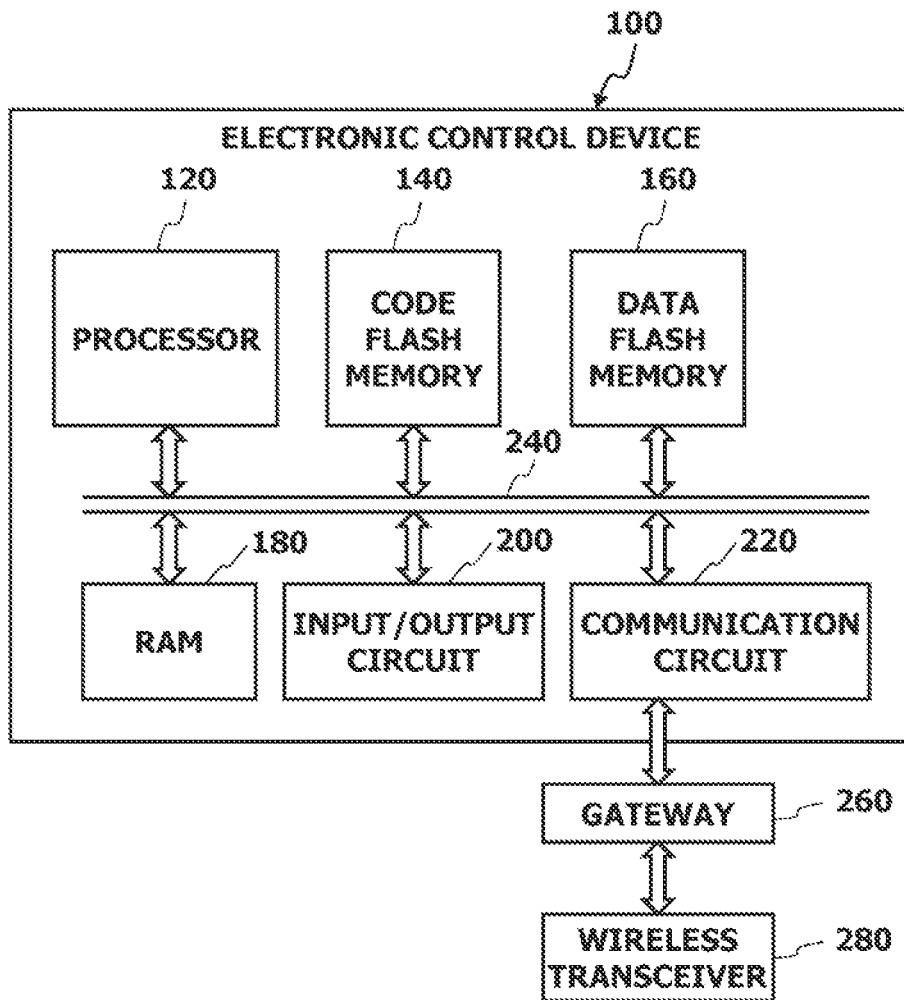 100
ELECTRONIC CONTROL DEVICE
120
140
160
PROCESSOR
CODE
FLASH
MEMORY
DATA
FLASH
MEMORY
240
180
200
220
RAM
INPUT/OUTPUT
CIRCUIT
COMMUNICATION
CIRCUIT
GATEWAY
260
WIRELESS
TRANSCEIVER
280